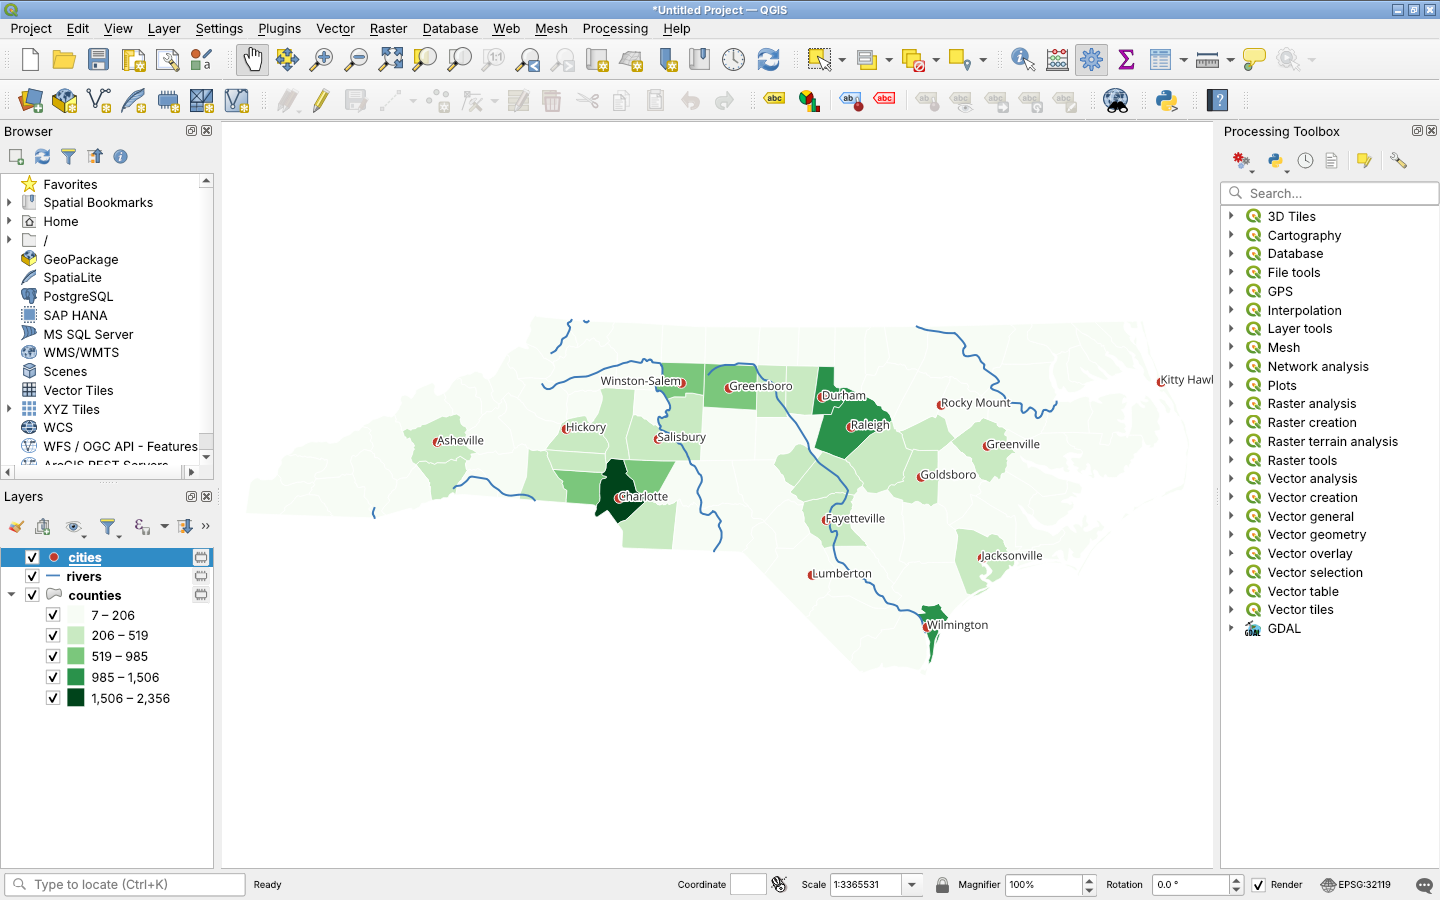 *Untitled Project — QGIS
Project Edit View Layer Settings Plugins Vector Raster Database Web Mesh Processing Help
Browser
Favorites
Spatial Bookmarks
Home
/
GeoPackage
SpatiaLite
PostgreSQL
SAP HANA
MS SQL Server
WMS/WMTS
Scenes
Vector Tiles
XYZ Tiles
WCS
WFS / OGC API - Features
ArcGIS REST Servers
Layers
cities
rivers
counties
7 – 206
206 – 519
519 – 985
985 – 1,506
1,506 – 2,356
Kitty Hawk
Winston-Salem
Greensboro
Durham
Rocky Mount
Hickory
Raleigh
Asheville
Salisbury
Greenville
Goldsboro
Charlotte
Fayetteville
Jacksonville
Lumberton
Wilmington
Processing Toolbox
Search...
3D Tiles
Cartography
Database
File tools
GPS
Interpolation
Layer tools
Mesh
Network analysis
Plots
Raster analysis
Raster creation
Raster terrain analysis
Raster tools
Vector analysis
Vector creation
Vector general
Vector geometry
Vector overlay
Vector selection
Vector table
Vector tiles
GDAL
Type to locate (Ctrl+K)
Ready
Coordinate
Scale 1:3365531
Magnifier 100%
Rotation 0.0 °
Render
EPSG:32119